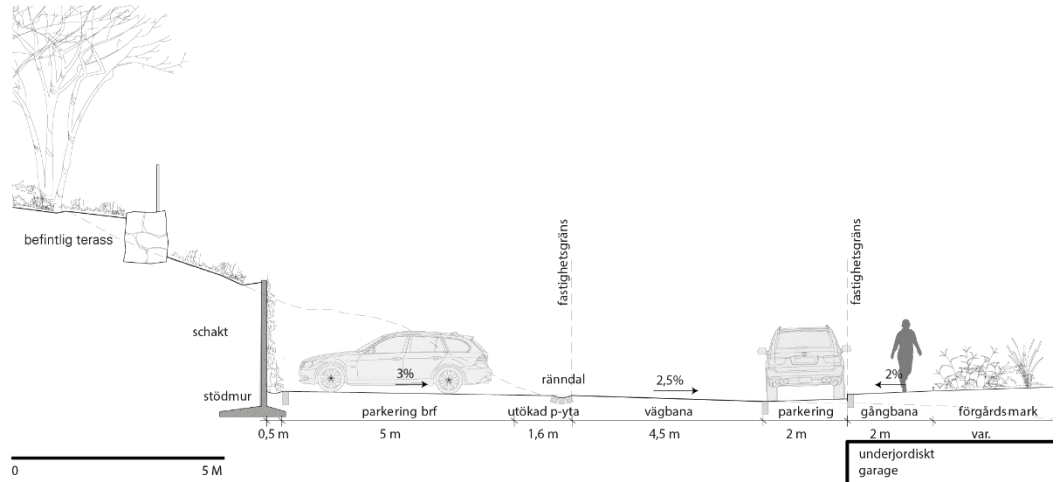 fastighetsgräns
fastighetsgräns
befintlig terass
schakt
3%
ränndal
2,5%
2%
stödmur
parkering brf
utökad p-yta
vägbana
parkering
gångbana
förgårdsmark
0,5 m
5 m
1,6 m
4,5 m
2 m
2 m
var.
underjordiskt
garage
0
5 M